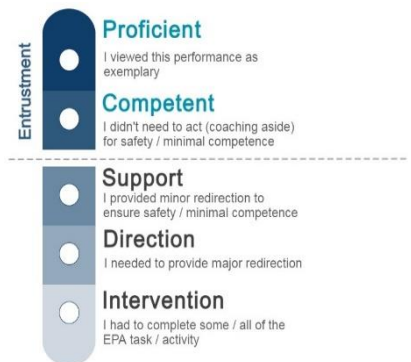 Entrustment
Proficient
I viewed this performance as
exemplary
Competent
I didn't need to act (coaching aside)
for safety / minimal competence
Support
I provided minor redirection to
ensure safety / minimal competence
Direction
I needed to provide major redirection
Intervention
I had to complete some / all of the
EPA task / activity